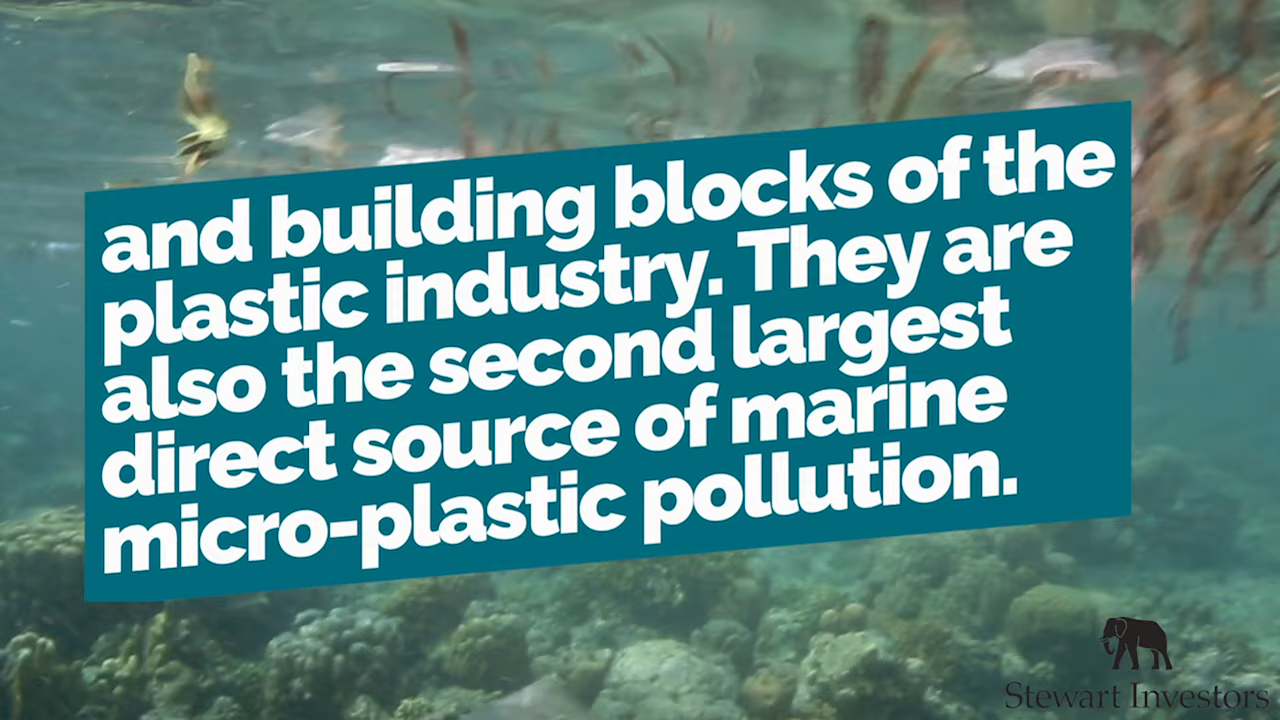 and building blocks of the
plastic industry. They are
also the second largest
direct source of marine
micro-plastic pollution.
Stewart Investors